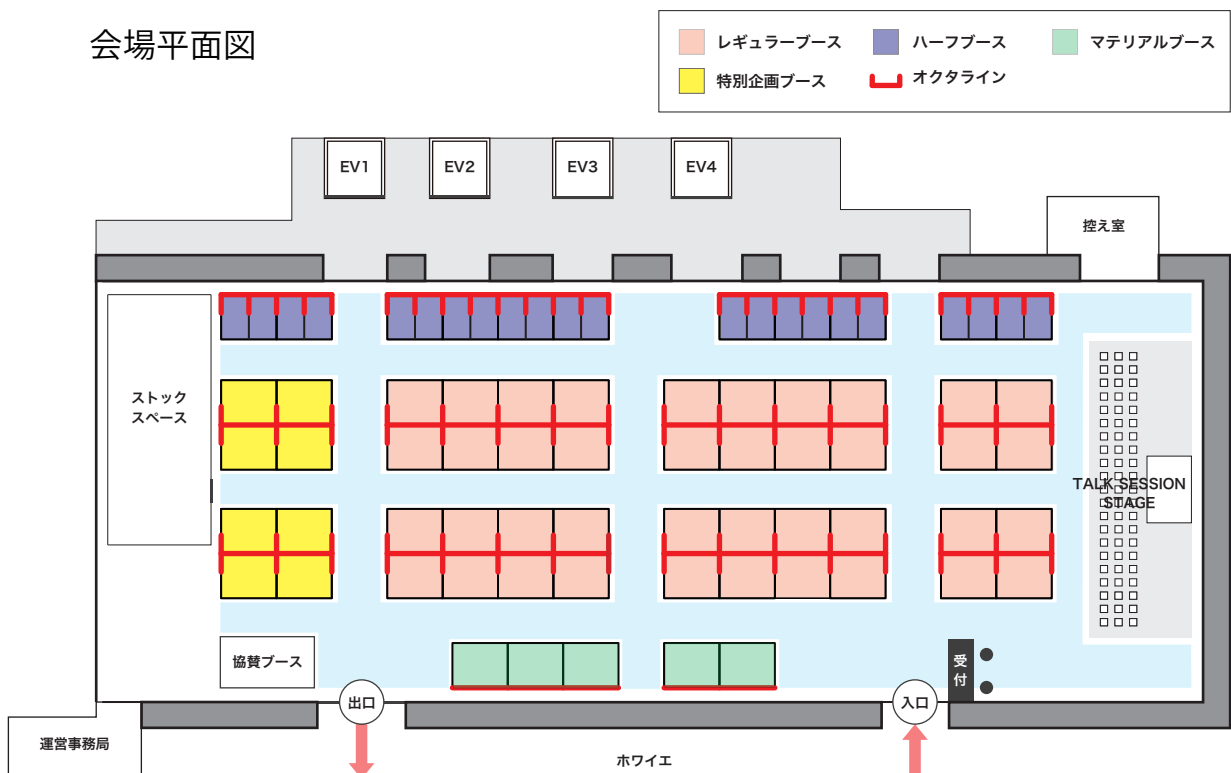 会場平面図
レギュラーブース
ハーフブース
マテリアルブース
特別企画ブース
オクタライン
EV1
EV2
EV3
EV4
控え室
ストック
スペース
TALK SESSION
STAGE
協賛ブース
受
付
出口
入口
運営事務局
ホワイエ